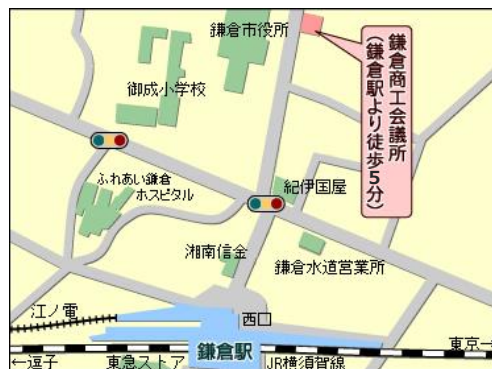 鎌倉市役所
鎌倉商工会議所
(鎌倉駅より徒歩5分)
御成小学校
ふれあい鎌倉
ホスピタル
紀伊国屋
湘南信金
鎌倉水道営業所
江ノ電
西口
東京→
鎌倉駅
←逗子
東急ストア
JR横須賀線